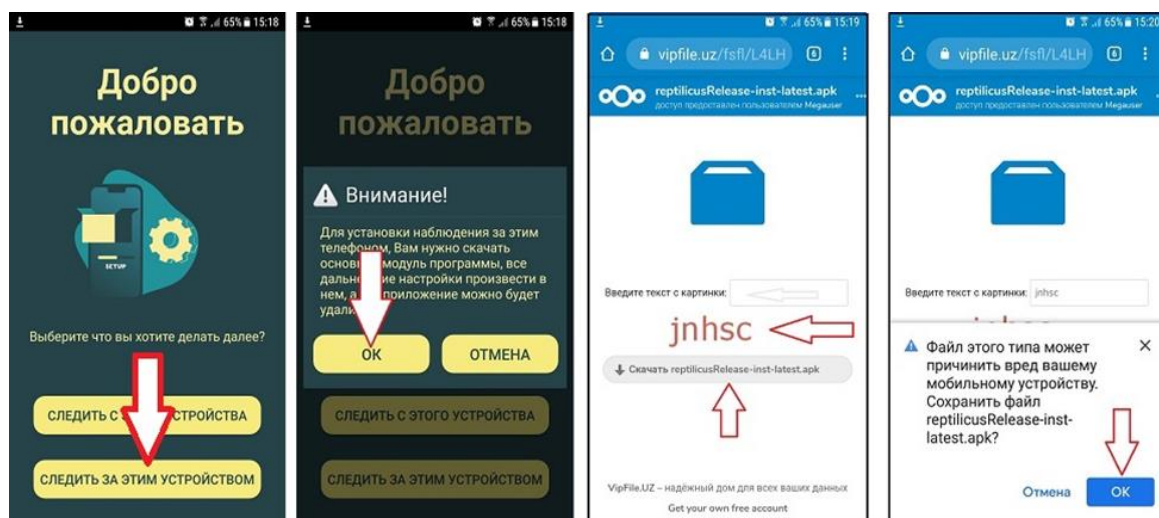 65% 15:18
Добро
пожаловать
SETUP
Выберите что вы хотите делать далее?
СЛЕДИТЬ С УСТРОЙСТВА
СЛЕДИТЬ ЗА ЭТИМ УСТРОЙСТВОМ
65% 15:18
Добро
пожаловать
Внимание!
Для установки наблюдения за этим
телефоном, Вам нужно скачать
модуль программы, все
настройки произвести в
нем, приложение можно будет
ОК ОТМЕНА
СЛЕДИТЬ С ЭТОГО УСТРОЙСТВА
СЛЕДИТЬ ЗА ЭТИМ УСТРОЙСТВОМ
65% 15:19
vipfile.uz/fsfl/L4LH 6
reptilicusRelease-inst-latest.apk
доступ предоставлен пользователем Megauser
Введите текст с картинки:
jnhsc
Скачать reptilicusRelease-inst-latest.apk
VipFile.UZ – надёжный дом для всех ваших данных
Get your own free account
65% 15:20
vipfile.uz/fsfl/L4LH 6
reptilicusRelease-inst-latest.apk
доступ предоставлен пользователем Megauser
Введите текст с картинки: jnhsc
Файл этого типа может
причинить вред вашему
мобильному устройству.
Сохранить файл
reptilicusRelease-inst-
latest.apk?
Отмена ОК